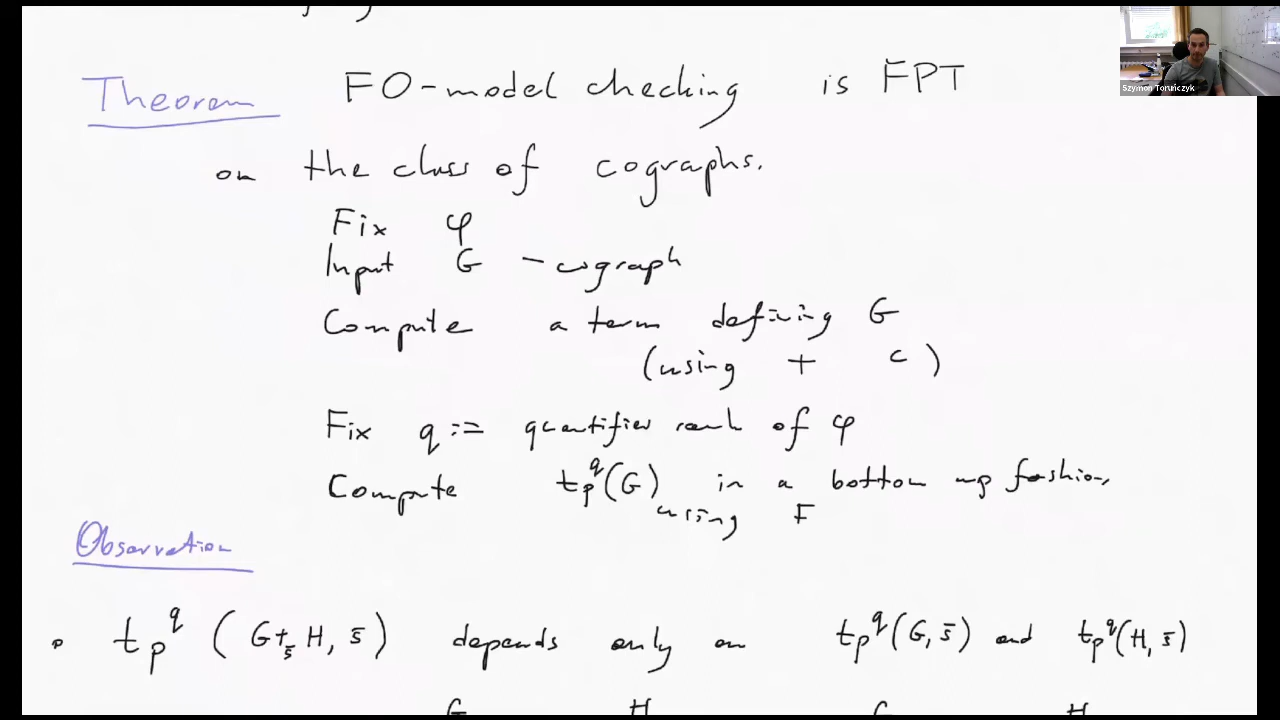 Szymon Toruńczyk
Theorem FO-model checking is FPT
on the class of cographs.
Fix φ
Input G - cograph
Compute a term defining G
(using + c)
Fix q := quantifier rank of φ
Compute tp^q(G) in a bottom up fashion,
using F
Observation
• tp^q (G +_s̄ H, s̄) depends only on tp^q(G, s̄) and tp^q(H, s̄)
G H G H